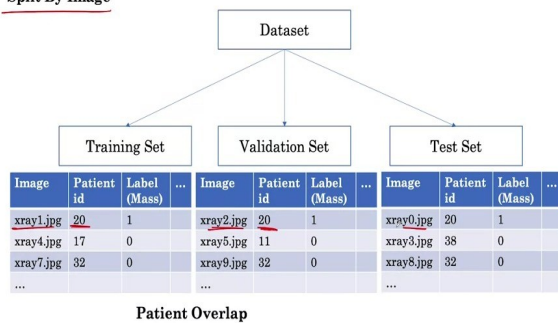 Split By Image
Dataset
Training Set
Validation Set
Test Set
Image Patient id Label (Mass) ...
xray1.jpg 20 1
xray4.jpg 17 0
xray7.jpg 32 0
...
Image Patient id Label (Mass) ...
xray2.jpg 20 1
xray5.jpg 11 0
xray9.jpg 32 0
...
Image Patient id Label (Mass) ...
xray0.jpg 20 1
xray3.jpg 38 0
xray8.jpg 32 0
...
Patient Overlap